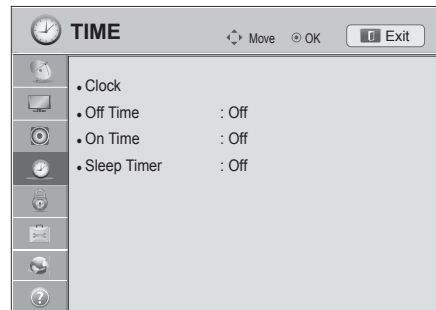 TIME Move OK Exit
• Clock
• Off Time : Off
• On Time : Off
• Sleep Timer : Off